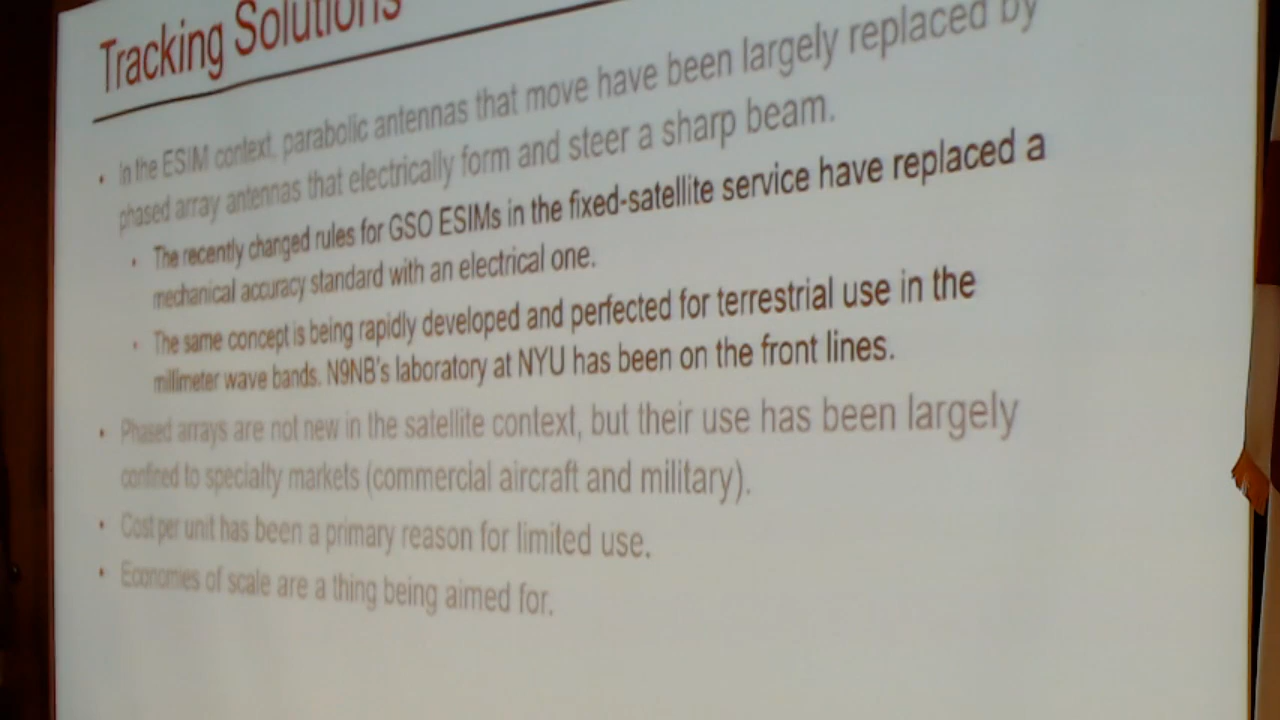 Tracking Solutions
• In the ESIM context, parabolic antennas that move have been largely replaced by
phased array antennas that electrically form and steer a sharp beam.
• The recently changed rules for GSO ESIMs in the fixed-satellite service have replaced a
mechanical accuracy standard with an electrical one.
• The same concept is being rapidly developed and perfected for terrestrial use in the
millimeter wave bands. N9NB's laboratory at NYU has been on the front lines.
• Phased arrays are not new in the satellite context, but their use has been largely
confined to specialty markets (commercial aircraft and military).
• Cost per unit has been a primary reason for limited use.
• Economies of scale are a thing being aimed for.